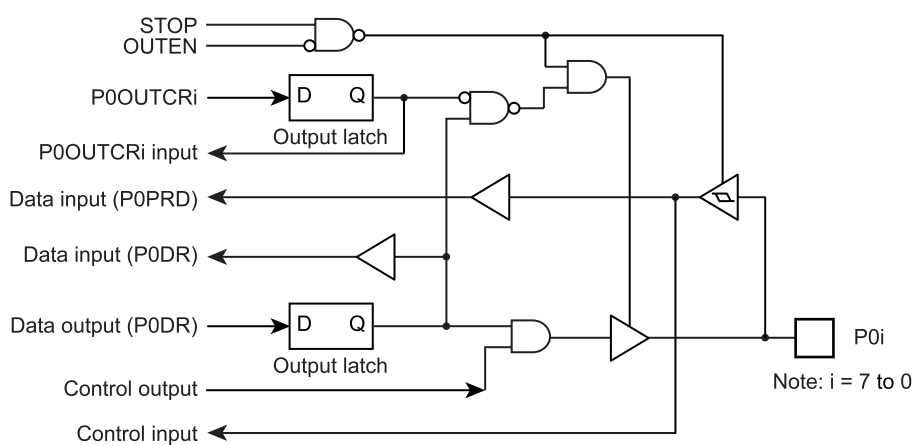 STOP
OUTEN
P0OUTCRi
D Q
Output latch
P0OUTCRi input
Data input (P0PRD)
Data input (P0DR)
Data output (P0DR)
D Q
Output latch
P0i
Note: i = 7 to 0
Control output
Control input